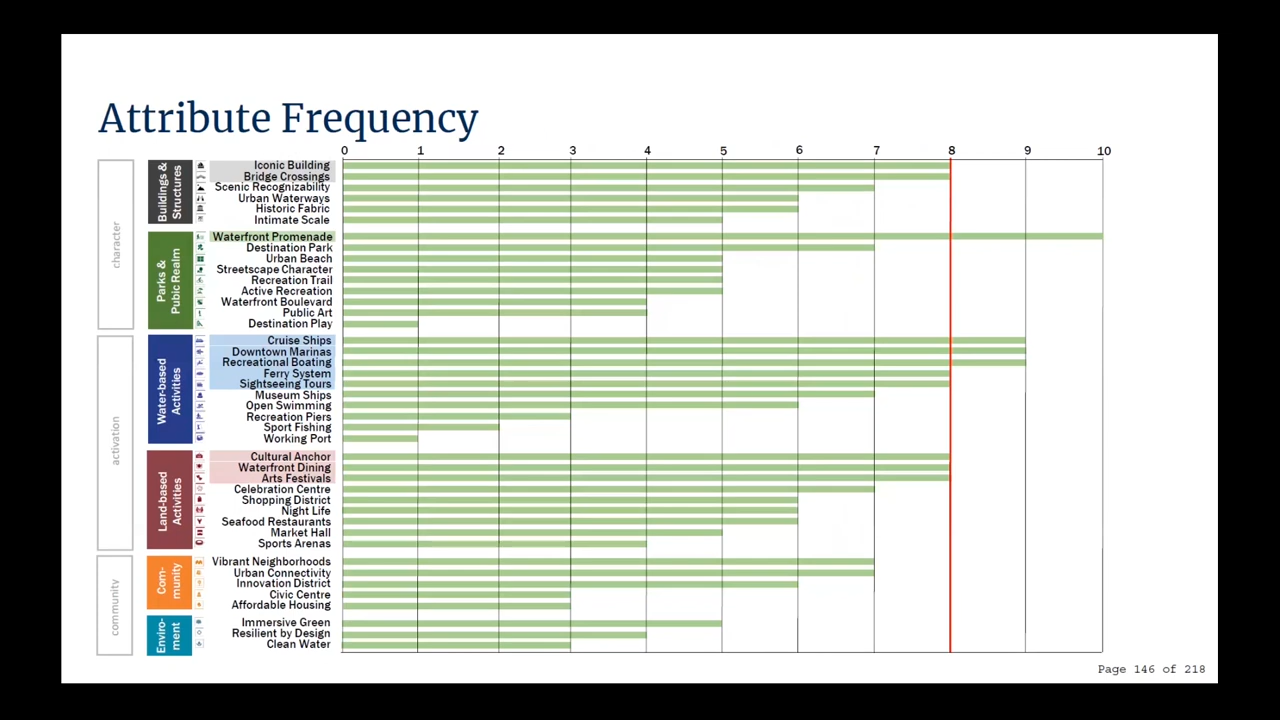 Attribute Frequency
0 1 2 3 4 5 6 7 8 9 10
character
Buildings &
Structures
Iconic Building
Bridge Crossings
Scenic Recognizability
Urban Waterways
Historic Fabric
Intimate Scale
Parks &
Pubic Realm
Waterfront Promenade
Destination Park
Urban Beach
Streetscape Character
Recreation Trail
Active Recreation
Waterfront Boulevard
Public Art
Destination Play
activation
Water-based
Activities
Cruise Ships
Downtown Marinas
Recreational Boating
Ferry System
Sightseeing Tours
Museum Ships
Open Swimming
Recreation Piers
Sport Fishing
Working Port
Land-based
Activities
Cultural Anchor
Waterfront Dining
Arts Festivals
Celebration Centre
Shopping District
Night Life
Seafood Restaurants
Market Hall
Sports Arenas
community
Com-
munity
Vibrant Neighborhoods
Urban Connectivity
Innovation District
Civic Centre
Affordable Housing
Enviro-
ment
Immersive Green
Resilient by Design
Clean Water
Page 146 of 218